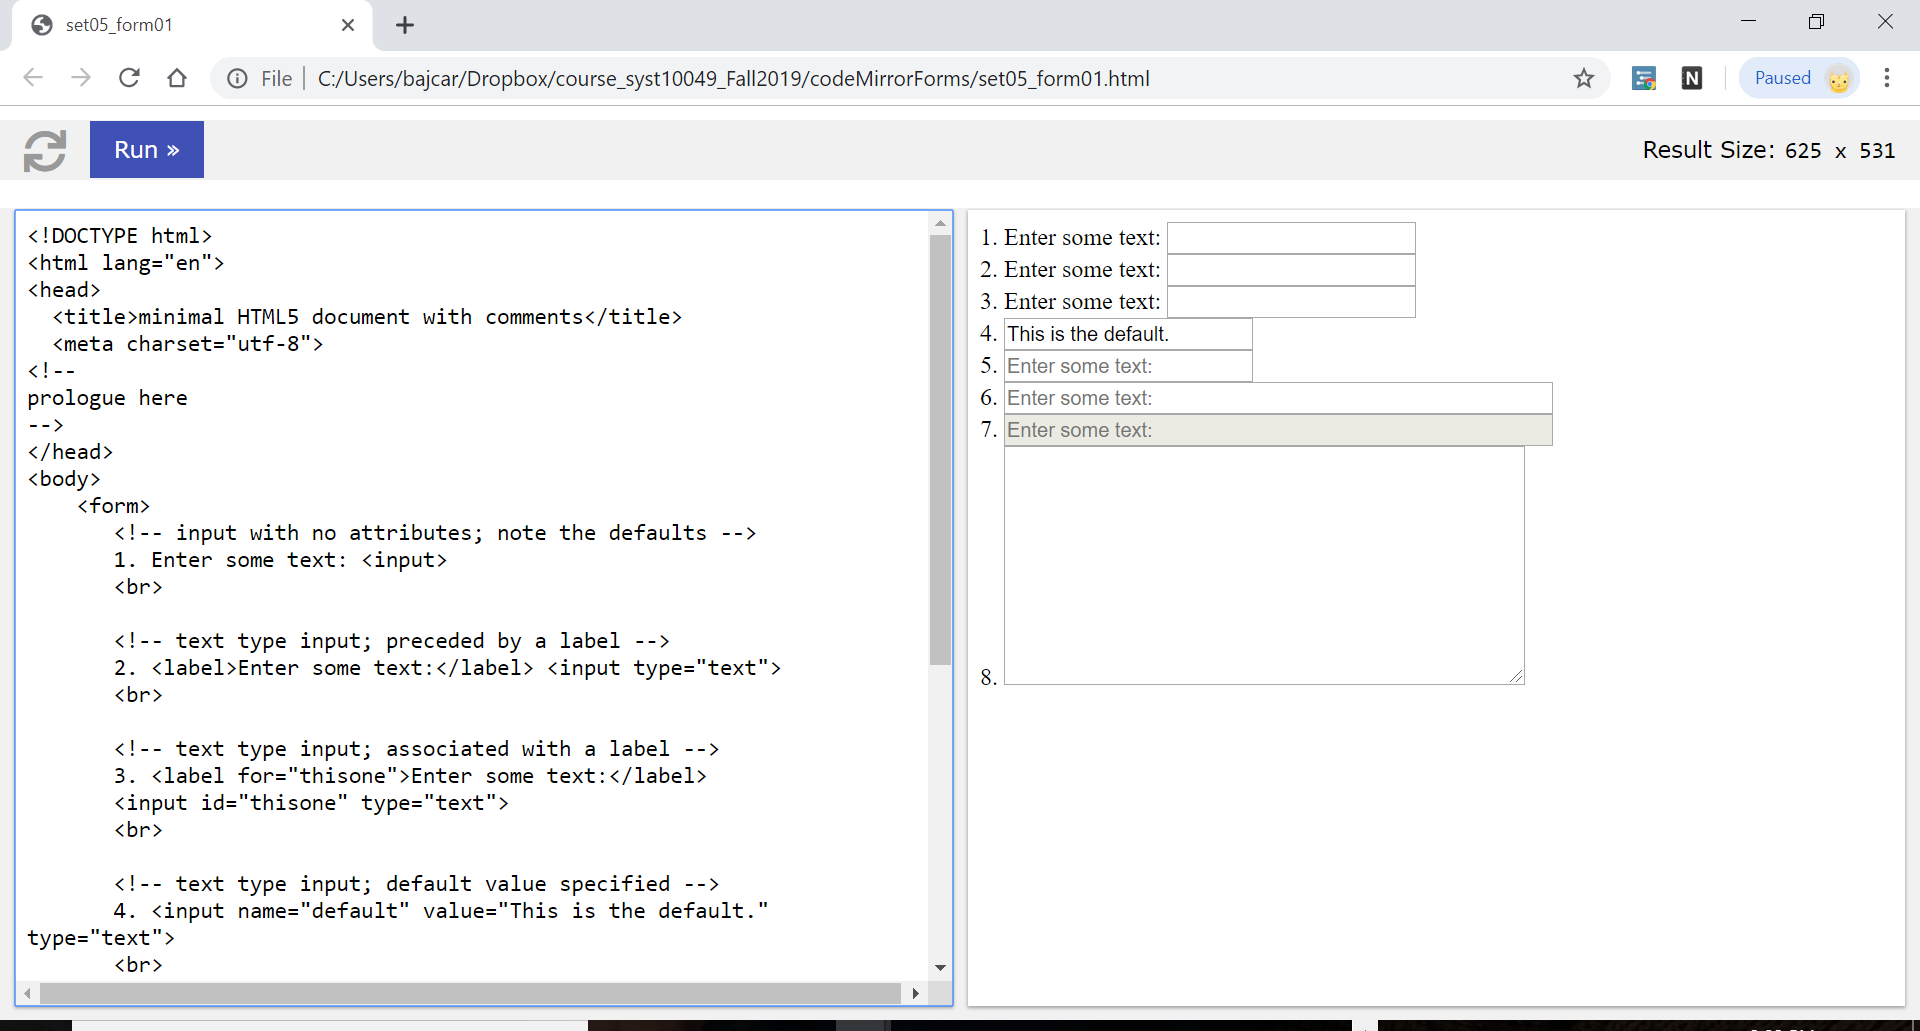 set05_form01
File
C:/Users/bajcar/Dropbox/course_syst10049_Fall2019/codeMirrorForms/set05_form01.html
N
Paused
Run »
Result Size: 625 x 531
<!DOCTYPE html>
<html lang="en">
<head>
  <title>minimal HTML5 document with comments</title>
  <meta charset="utf-8">
<!--
prologue here
-->
</head>
<body>
    <form>
       <!-- input with no attributes; note the defaults -->
       1. Enter some text: <input>
       <br>
       <!-- text type input; preceded by a label -->
       2. <label>Enter some text:</label> <input type="text">
       <br>
       <!-- text type input; associated with a label -->
       3. <label for="thisone">Enter some text:</label>
       <input id="thisone" type="text">
       <br>
       <!-- text type input; default value specified -->
       4. <input name="default" value="This is the default."
type="text">
       <br>
1. Enter some text:
2. Enter some text:
3. Enter some text:
4. This is the default.
5. Enter some text:
6. Enter some text:
7. Enter some text:
8.